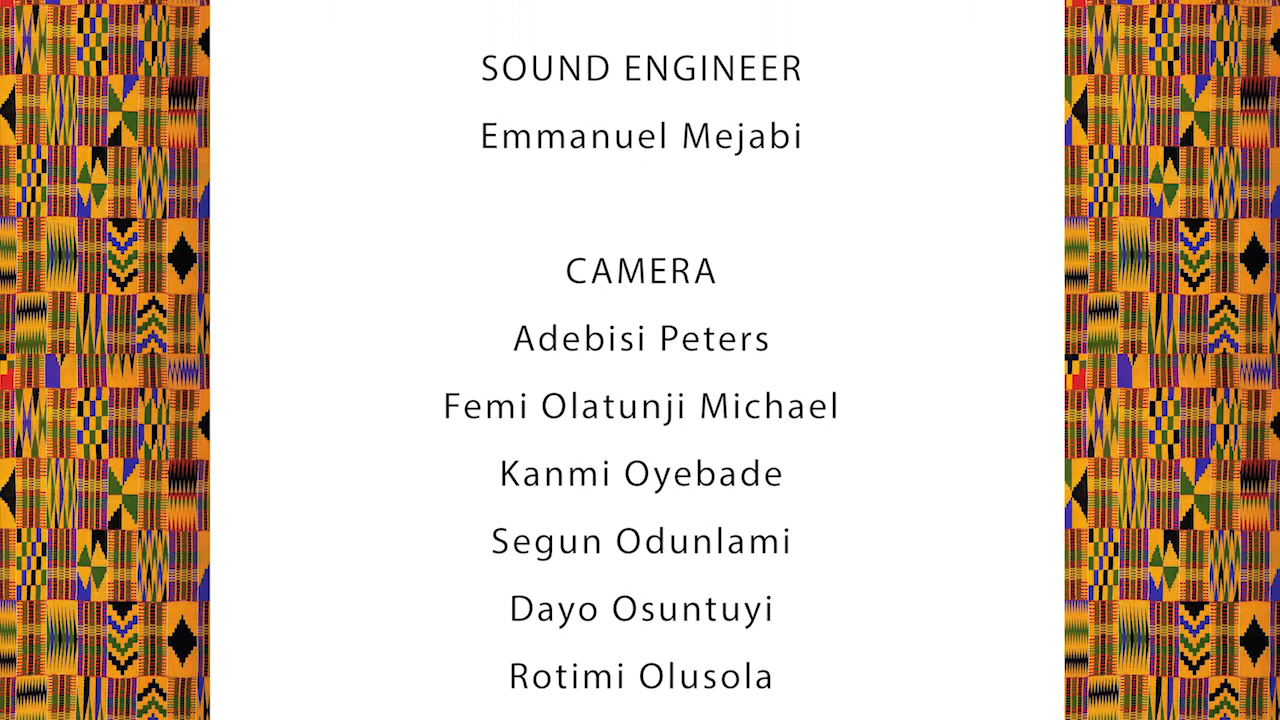 SOUND ENGINEER
Emmanuel Mejabi
CAMERA
Adebisi Peters
Femi Olatunji Michael
Kanmi Oyebade
Segun Odunlami
Dayo Osuntuyi
Rotimi Olusola